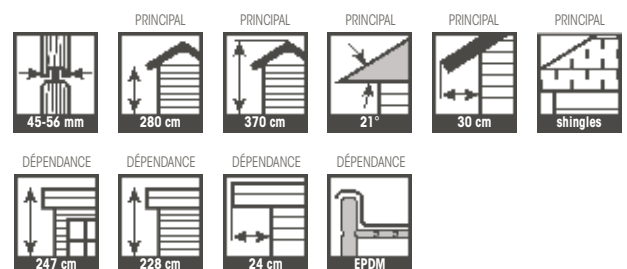 PRINCIPAL PRINCIPAL PRINCIPAL PRINCIPAL PRINCIPAL
45-56 mm 280 cm 370 cm 21° 30 cm shingles
DÉPENDANCE DÉPENDANCE DÉPENDANCE DÉPENDANCE
247 cm 228 cm 24 cm EPDM